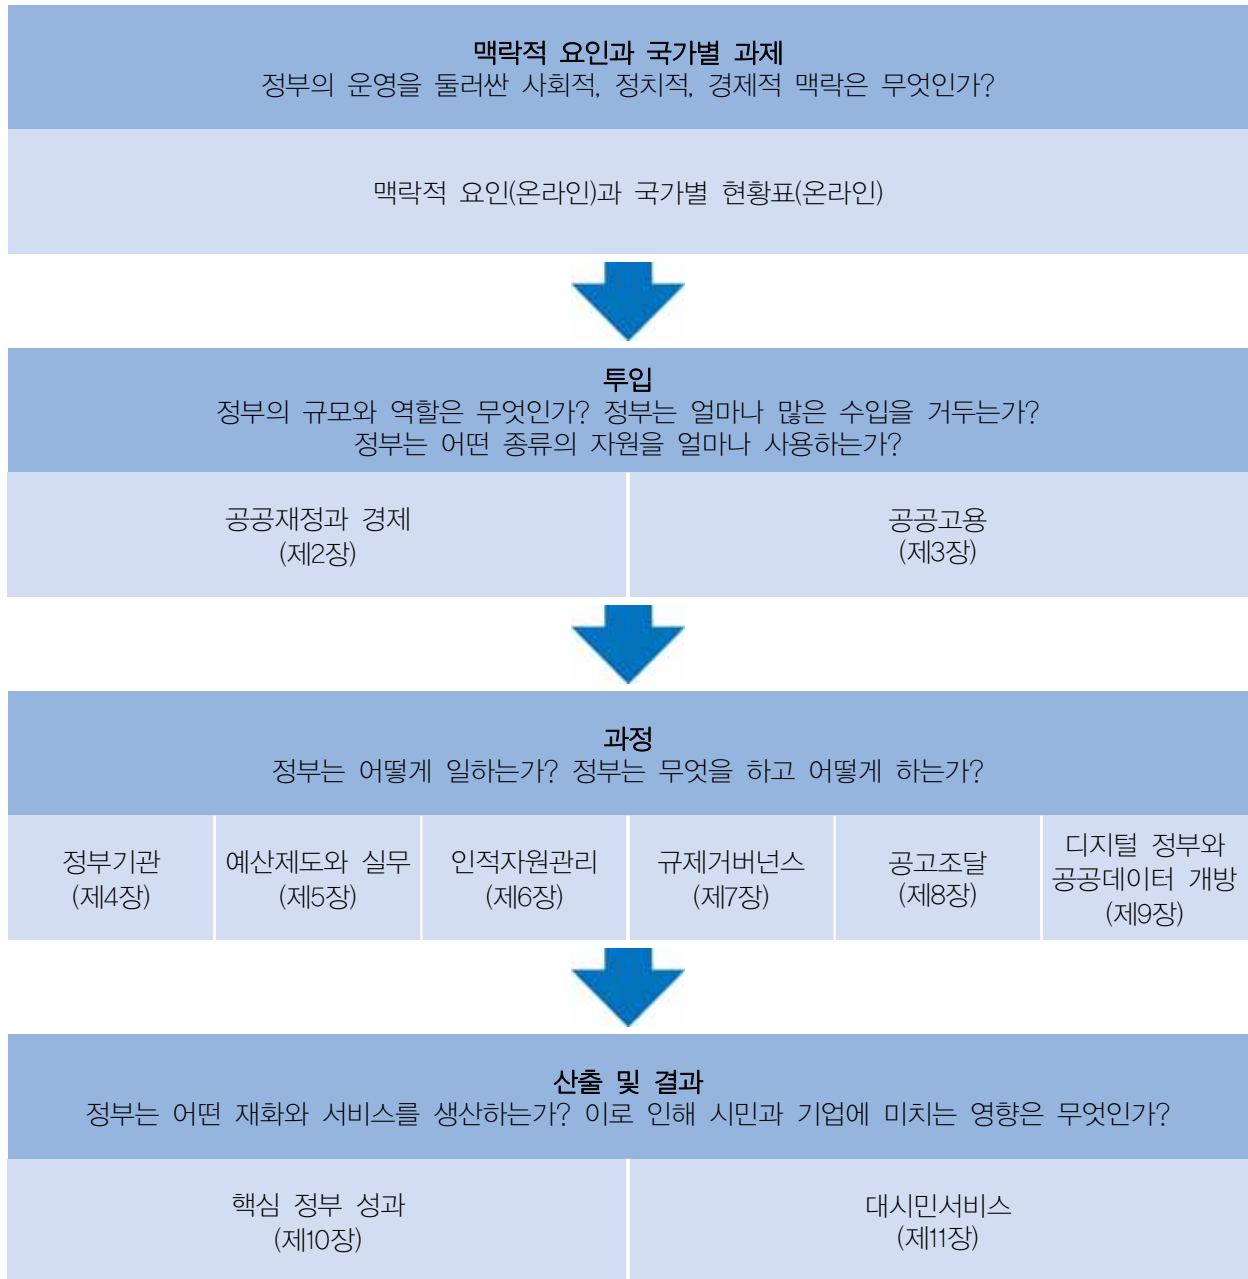 맥락적 요인과 국가별 과제
정부의 운영을 둘러싼 사회적, 정치적, 경제적 맥락은 무엇인가?
맥락적 요인(온라인)과 국가별 현황표(온라인)
투입
정부의 규모와 역할은 무엇인가? 정부는 얼마나 많은 수입을 거두는가?
정부는 어떤 종류의 자원을 얼마나 사용하는가?
공공재정과 경제
(제2장)
공공고용
(제3장)
과정
정부는 어떻게 일하는가? 정부는 무엇을 하고 어떻게 하는가?
정부기관
(제4장)
예산제도와 실무
(제5장)
인적자원관리
(제6장)
규제거버넌스
(제7장)
공고조달
(제8장)
디지털 정부와
공공데이터 개방
(제9장)
산출 및 결과
정부는 어떤 재화와 서비스를 생산하는가? 이로 인해 시민과 기업에 미치는 영향은 무엇인가?
핵심 정부 성과
(제10장)
대시민서비스
(제11장)